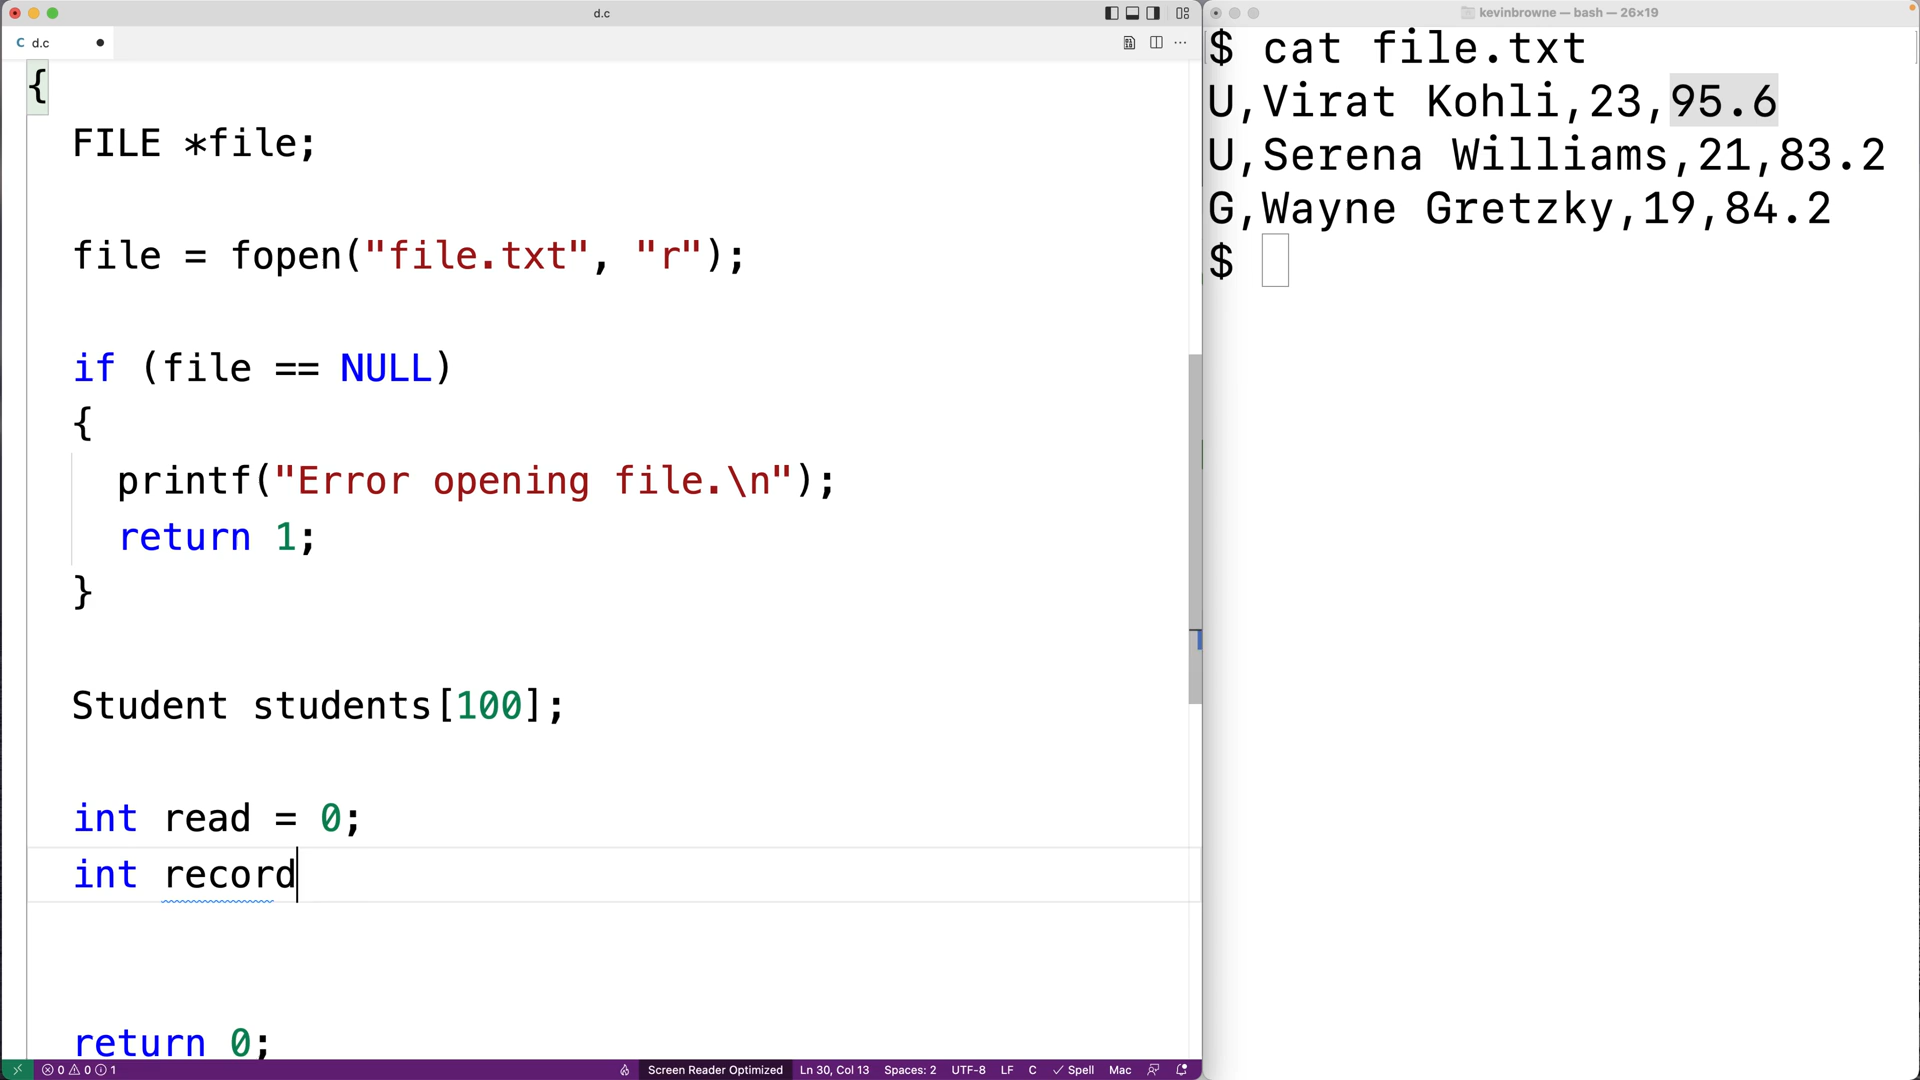 d.c
C d.c
{
FILE *file;
file = fopen("file.txt", "r");
if (file == NULL)
{
printf("Error opening file.\n");
return 1;
}
Student students[100];
int read = 0;
int record
return 0;
0 0 1
Screen Reader Optimized Ln 30, Col 13 Spaces: 2 UTF-8 LF C Spell Mac
kevinbrowne — bash — 26×19
$ cat file.txt
U,Virat Kohli,23,95.6
U,Serena Williams,21,83.2
G,Wayne Gretzky,19,84.2
$